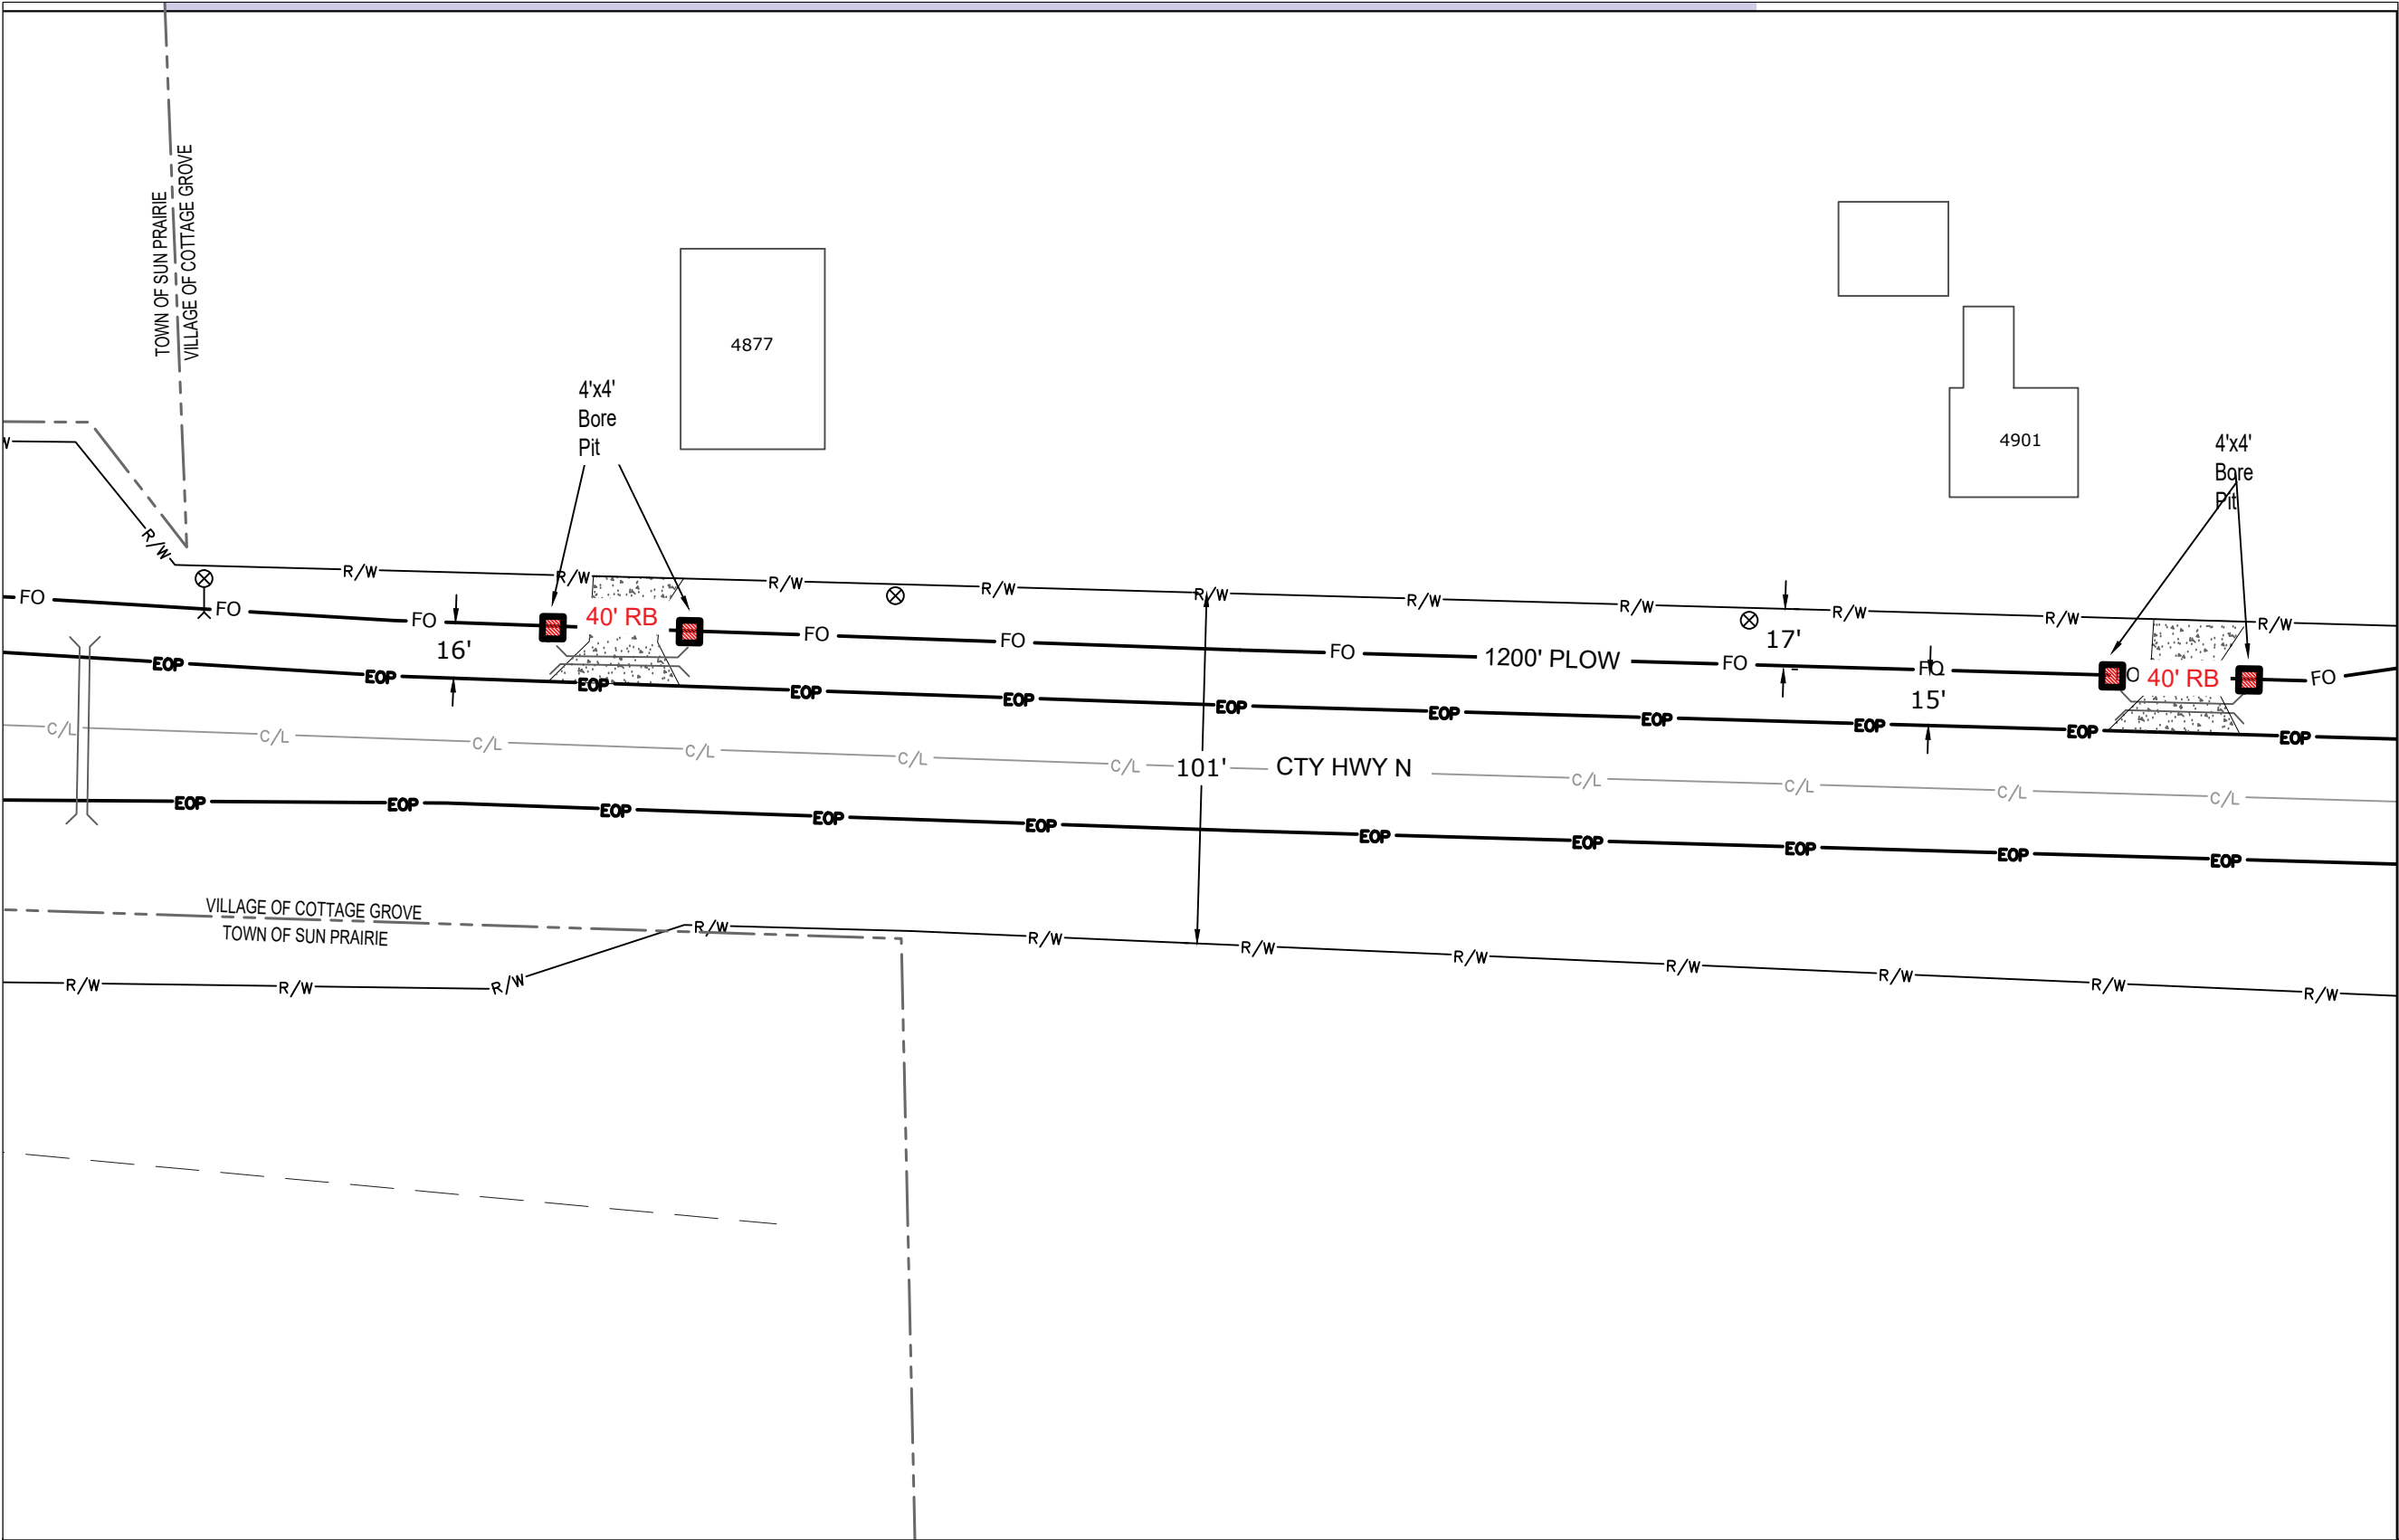 TOWN OF SUN PRAIRIE
VILLAGE OF COTTAGE GROVE
4877
4901
4'x4'
Bore
Pit
4'x4'
Bore
Pit
W
R/W
R/W R/W R/W R/W R/W R/W R/W R/W R/W R/W
FO FO FO 40' RB FO FO FO 1200' PLOW FO FO O 40' RB FO
16'
17'
15'
EOP EOP EOP EOP EOP EOP EOP EOP EOP EOP EOP
C/L C/L C/L C/L C/L C/L 101' CTY HWY N C/L C/L C/L C/L
EOP EOP EOP EOP EOP EOP EOP EOP EOP EOP
VILLAGE OF COTTAGE GROVE
TOWN OF SUN PRAIRIE
R/W R/W R/W R/W R/W R/W R/W R/W R/W R/W R/W